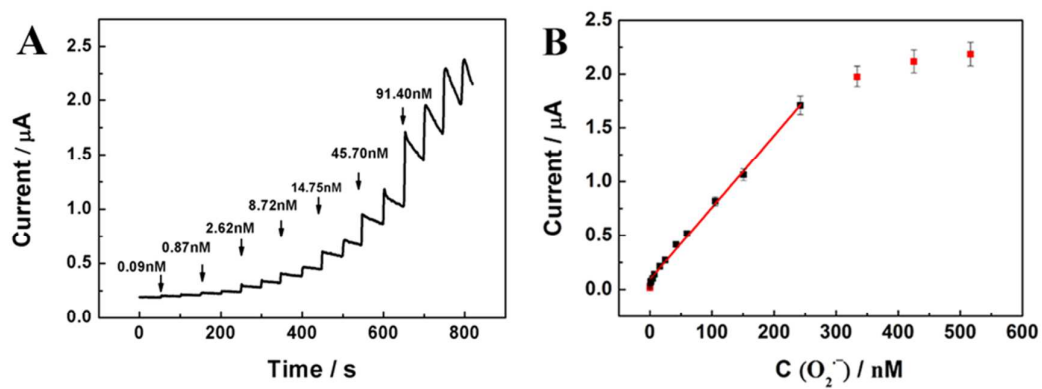 A
2.5
2.0
1.5
1.0
0.5
0.0
Current / μA
0.09nM
0.87nM
2.62nM
8.72nM
14.75nM
45.70nM
91.40nM
0 200 400 600 800
Time / s
B
2.5
2.0
1.5
1.0
0.5
0.0
Current / μA
0 100 200 300 400 500 600
C (O₂·⁻) / nM